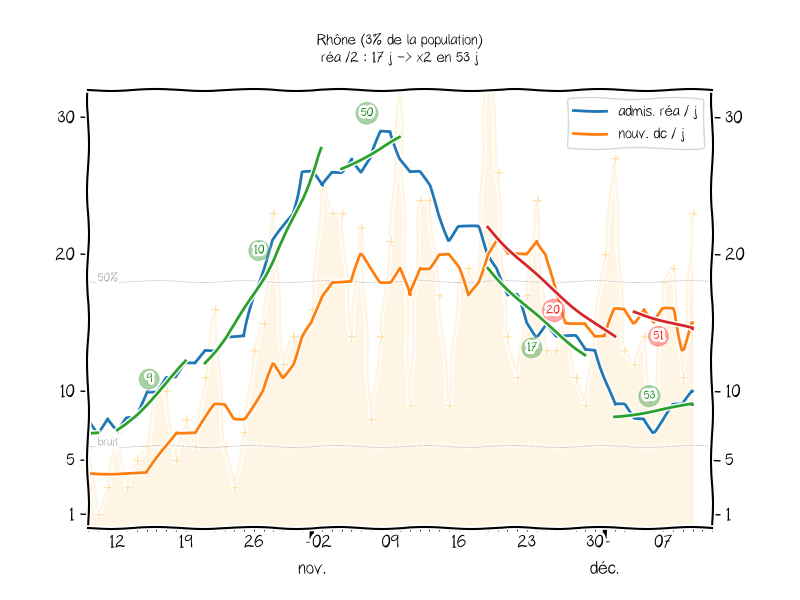 Rhône (3% de la population)
réa /2 : 17 j -> x2 en 53 j
admis. réa / j
nouv. dc / j
30
30
20
20
10
10
5
5
1
1
50%
bruit
9
10
50
17
20
53
51
12 19 26 02 09 16 23 30 07
nov. déc.